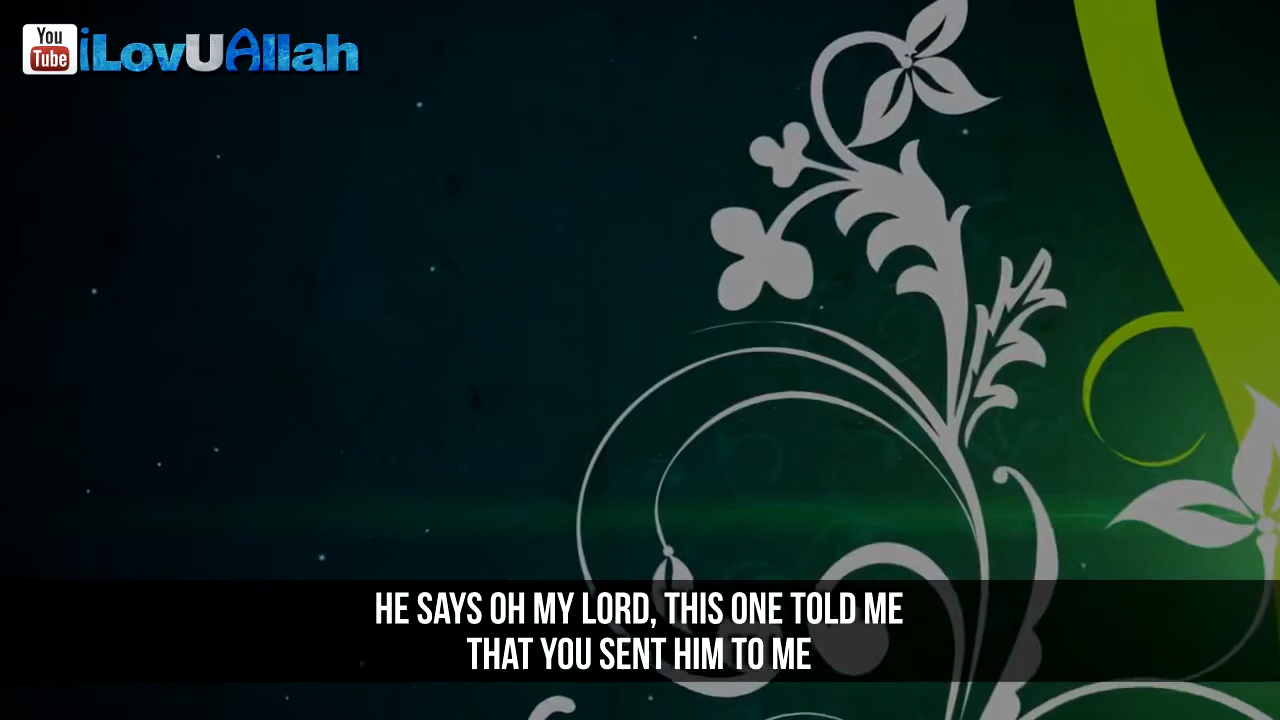 You
Tube
iLovUAllah
HE SAYS OH MY LORD, THIS ONE TOLD ME
THAT YOU SENT HIM TO ME